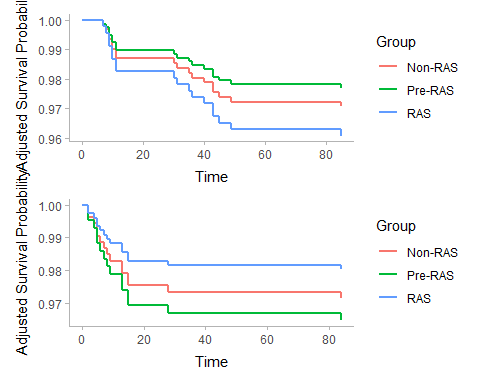 Adjusted Survival Probabili
1.00
0.99
0.98
0.97
0.96
0
20
40
60
80
Time
Group
Non-RAS
Pre-RAS
RAS
Adjusted Survival Probability
1.00
0.99
0.98
0.97
0
20
40
60
80
Time
Group
Non-RAS
Pre-RAS
RAS